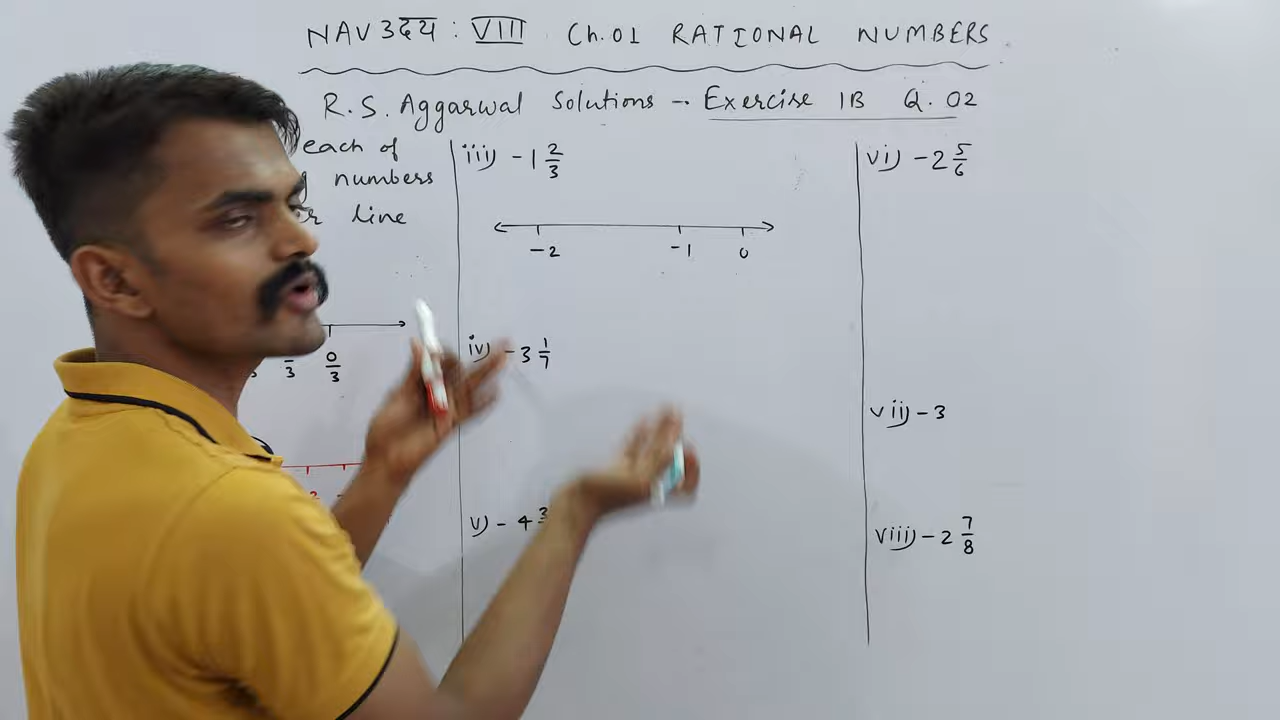 NAV उदय : VIII Ch.01 RATIONAL NUMBERS
R.S. Aggarwal Solutions - Exercise 1B Q.02
each of
numbers
line
0/3
iii) -1 2/3
-2 -1 0
iv) -3 1/7
v) - 4
vi) -2 5/6
vii) -3
viii) -2 7/8